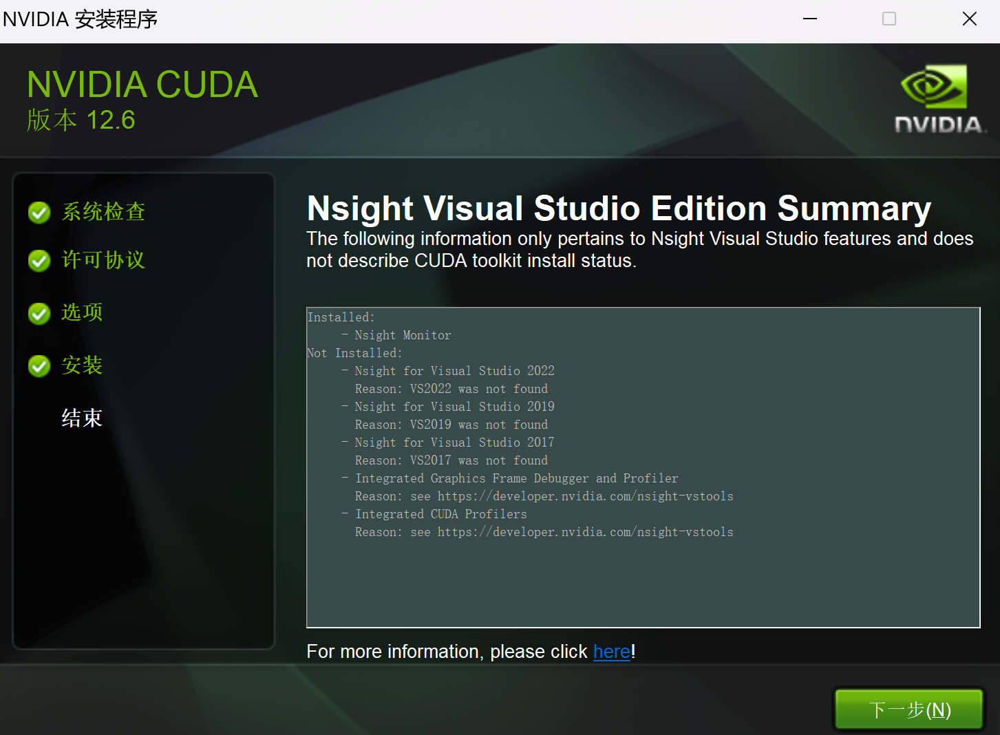 NVIDIA 安装程序
NVIDIA CUDA
版本 12.6
NVIDIA.
系统检查
许可协议
选项
安装
结束
Nsight Visual Studio Edition Summary
The following information only pertains to Nsight Visual Studio features and does
not describe CUDA toolkit install status.
Installed:
- Nsight Monitor
Not Installed:
- Nsight for Visual Studio 2022
Reason: VS2022 was not found
- Nsight for Visual Studio 2019
Reason: VS2019 was not found
- Nsight for Visual Studio 2017
Reason: VS2017 was not found
- Integrated Graphics Frame Debugger and Profiler
Reason: see https://developer.nvidia.com/nsight-vstools
- Integrated CUDA Profilers
Reason: see https://developer.nvidia.com/nsight-vstools
For more information, please click here!
下一步(N)